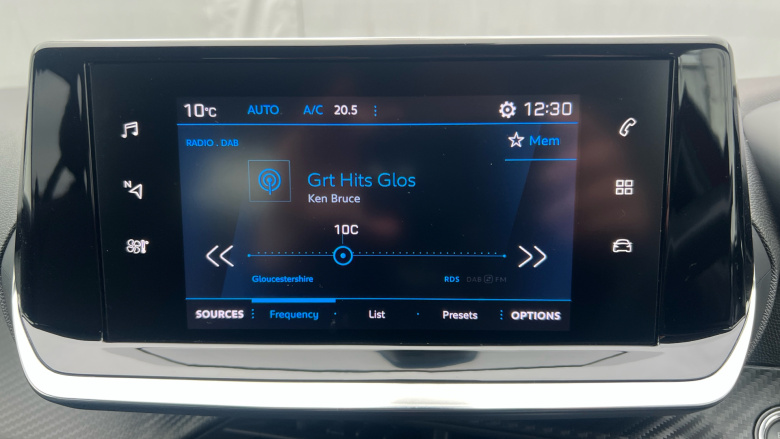 10°C AUTO A/C 20.5 12:30
RADIO . DAB
Mem
Grt Hits Glos
Ken Bruce
10C
Gloucestershire RDS DAB FM
SOURCES Frequency List Presets OPTIONS
N